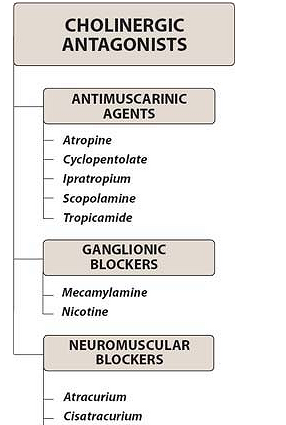 CHOLINERGIC
ANTAGONISTS
ANTIMUSCARINIC
AGENTS
Atropine
Cyclopentolate
Ipratropium
Scopolamine
Tropicamide
GANGLIONIC
BLOCKERS
Mecamylamine
Nicotine
NEUROMUSCULAR
BLOCKERS
Atracurium
Cisatracurium